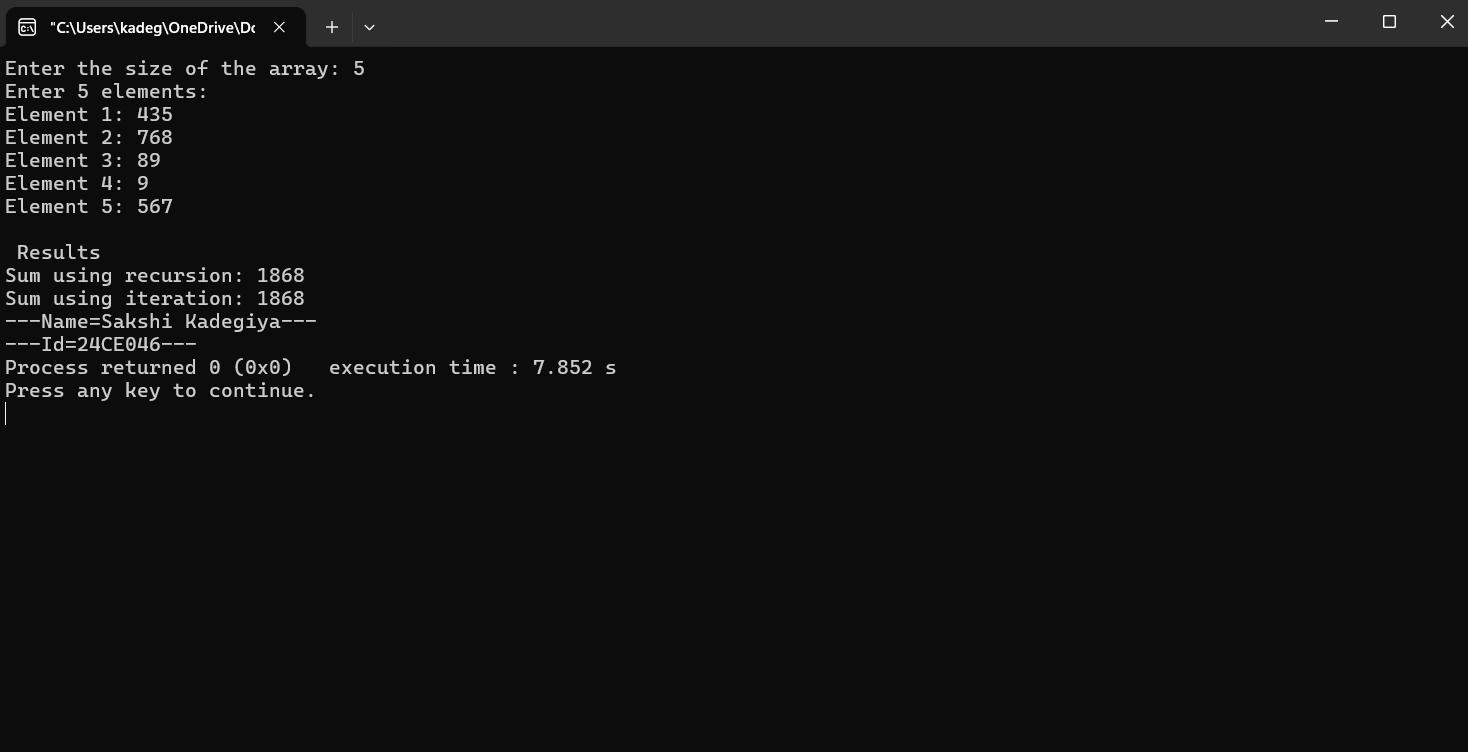 "C:\Users\kadeg\OneDrive\Do
Enter the size of the array: 5
Enter 5 elements:
Element 1: 435
Element 2: 768
Element 3: 89
Element 4: 9
Element 5: 567
Results
Sum using recursion: 1868
Sum using iteration: 1868
---Name=Sakshi Kadegiya---
---Id=24CE046---
Process returned 0 (0x0)   execution time : 7.852 s
Press any key to continue.